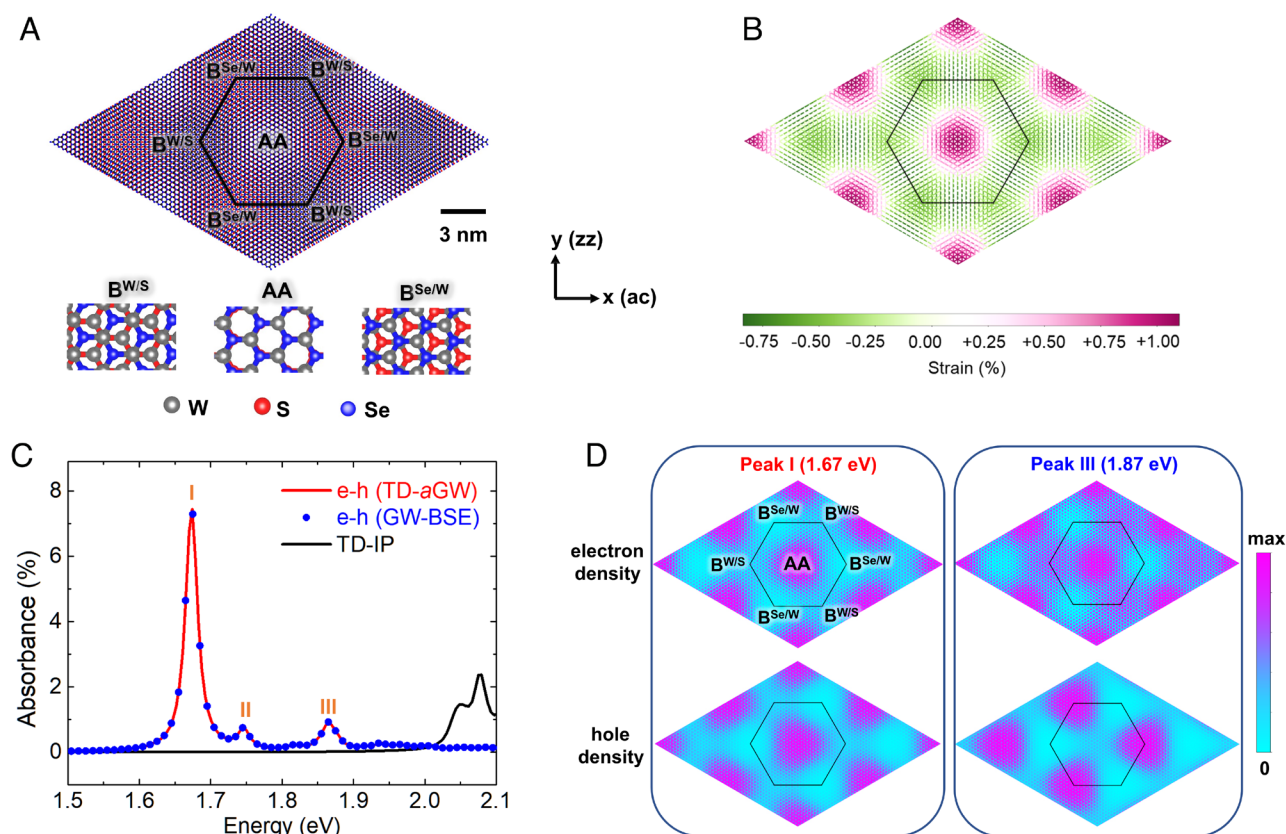 A
B^Se/W B^W/S
B^W/S AA B^Se/W
B^Se/W B^W/S
3 nm
B^W/S AA B^Se/W
W S Se
y (zz)
x (ac)
B
-0.75 -0.50 -0.25 0.00 +0.25 +0.50 +0.75 +1.00
Strain (%)
C
8
6
4
2
0
Absorbance (%)
I
II
III
e-h (TD-aGW)
e-h (GW-BSE)
TD-IP
1.5 1.6 1.7 1.8 1.9 2.0 2.1
Energy (eV)
D
Peak I (1.67 eV) Peak III (1.87 eV)
electron
density
B^Se/W B^W/S
B^W/S AA B^Se/W
B^Se/W B^W/S
hole
density
max
0